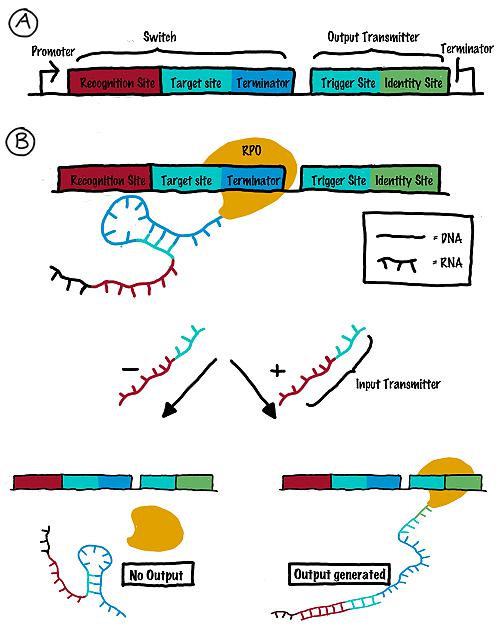 A
Promoter
Switch
Output Transmitter
Terminator
Recognition Site
Target site
Terminator
Trigger Site
Identity Site
B
RPO
Recognition Site
Target site
Terminator
Trigger Site
Identity Site
= DNA
= RNA
−
+
Input Transmitter
No Output
Output generated